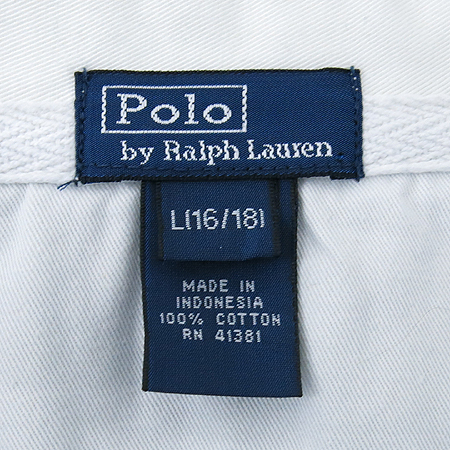 Polo
by Ralph Lauren
L(16/18)
MADE IN
INDONESIA
100% COTTON
RN 41381